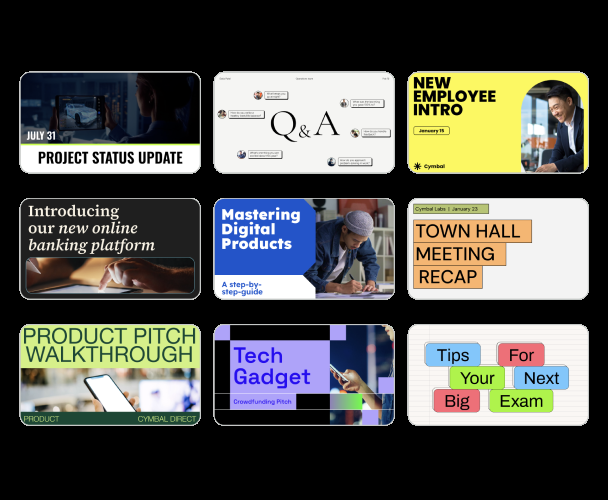 JULY 31
PROJECT STATUS UPDATE
Q&A
NEW
EMPLOYEE
INTRO
January 15
Cymbal
Introducing
our new online
banking platform
Mastering
Digital
Products
A step-by-
step-guide
Cymbal Labs | January 23
TOWN HALL
MEETING
RECAP
PRODUCT PITCH
WALKTHROUGH
PRODUCT
CYMBAL DIRECT
Tech
Gadget
Crowdfunding Pitch
Tips For
Your Next
Big Exam